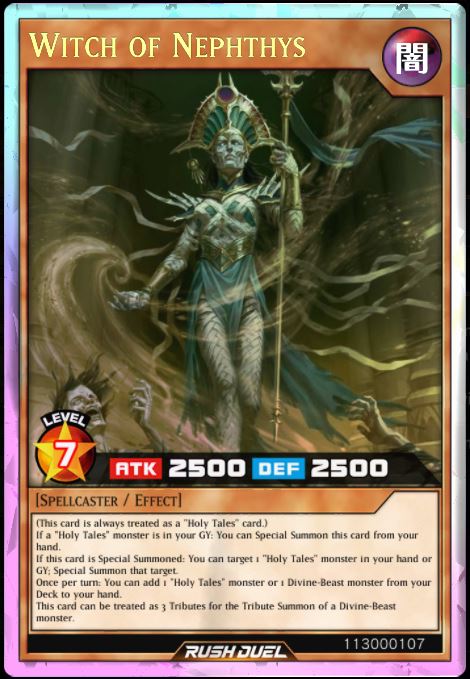 WITCH OF NEPHTHYS
闇
LEVEL
7
ATK 2500 DEF 2500
[SPELLCASTER / EFFECT]
(This card is always treated as a "Holy Tales" card.)
If a "Holy Tales" monster is in your GY: You can Special Summon this card from your
hand.
If this card is Special Summoned: You can target 1 "Holy Tales" monster in your hand or
GY; Special Summon that target.
Once per turn: You can add 1 "Holy Tales" monster or 1 Divine-Beast monster from your
Deck to your hand.
This card can be treated as 3 Tributes for the Tribute Summon of a Divine-Beast
monster.
RUSH DUEL
113000107